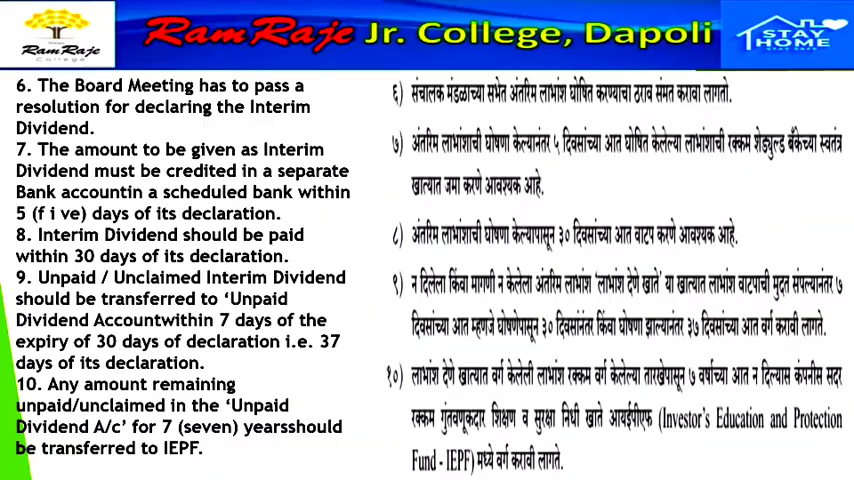 RamRaje
College
RamRaje Jr. College, Dapoli
STAY
HOME
STAY SAFE
6. The Board Meeting has to pass a
resolution for declaring the Interim
Dividend.
7. The amount to be given as Interim
Dividend must be credited in a separate
Bank accountin a scheduled bank within
5 (f i ve) days of its declaration.
8. Interim Dividend should be paid
within 30 days of its declaration.
9. Unpaid / Unclaimed Interim Dividend
should be transferred to ‘Unpaid
Dividend Accountwithin 7 days of the
expiry of 30 days of declaration i.e. 37
days of its declaration.
10. Any amount remaining
unpaid/unclaimed in the ‘Unpaid
Dividend A/c’ for 7 (seven) yearsshould
be transferred to IEPF.
६) संचालक मंडळाच्या सभेत अंतरिम लाभांश घोषित करण्याचा ठराव संमत करावा लागतो.
७) अंतरिम लाभांशाची घोषणा केल्यानंतर ५ दिवसांच्या आत घोषित केलेल्या लाभांशाची रक्कम शेड्युल्ड बँकेच्या स्वतंत्र
खात्यात जमा करणे आवश्यक आहे.
८) अंतरिम लाभांशाची घोषणा केल्यापासून ३० दिवसांच्या आत वाटप करणे आवश्यक आहे.
९) न दिलेला किंवा मागणी न केलेला अंतरिम लाभांश ‘लाभांश देणे खाते’ या खात्यात लाभांश वाटपाची मुदत संपल्यानंतर ७
दिवसांच्या आत म्हणजे घोषणेपासून ३० दिवसांनंतर किंवा घोषणा झाल्यानंतर ३७ दिवसांच्या आत वर्ग करावी लागते.
१०) लाभांश देणे खात्यात वर्ग केलेली लाभांश रक्कम वर्ग केलेल्या तारखेपासून ७ वर्षाच्या आत न दिल्यास कंपनीस सदर
रक्कम गुंतवणूकदार शिक्षण व सुरक्षा निधी खाते आयईपीएफ (Investor's Education and Protection
Fund - IEPF) मध्ये वर्ग करावी लागते.